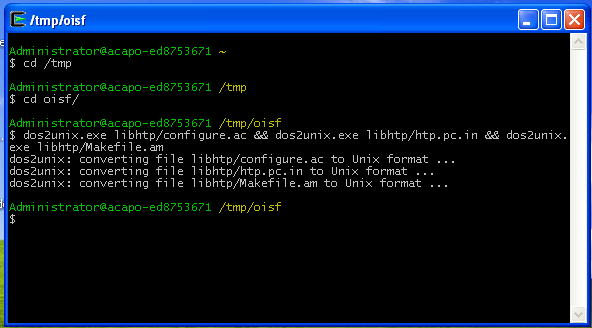 /tmp/oisf
Administrator@acapo-ed8753671 ~
$ cd /tmp
Administrator@acapo-ed8753671 /tmp
$ cd oisf/
Administrator@acapo-ed8753671 /tmp/oisf
$ dos2unix.exe libhtp/configure.ac && dos2unix.exe libhtp/htp.pc.in && dos2unix.
exe libhtp/Makefile.am
dos2unix: converting file libhtp/configure.ac to Unix format ...
dos2unix: converting file libhtp/htp.pc.in to Unix format ...
dos2unix: converting file libhtp/Makefile.am to Unix format ...
Administrator@acapo-ed8753671 /tmp/oisf
$